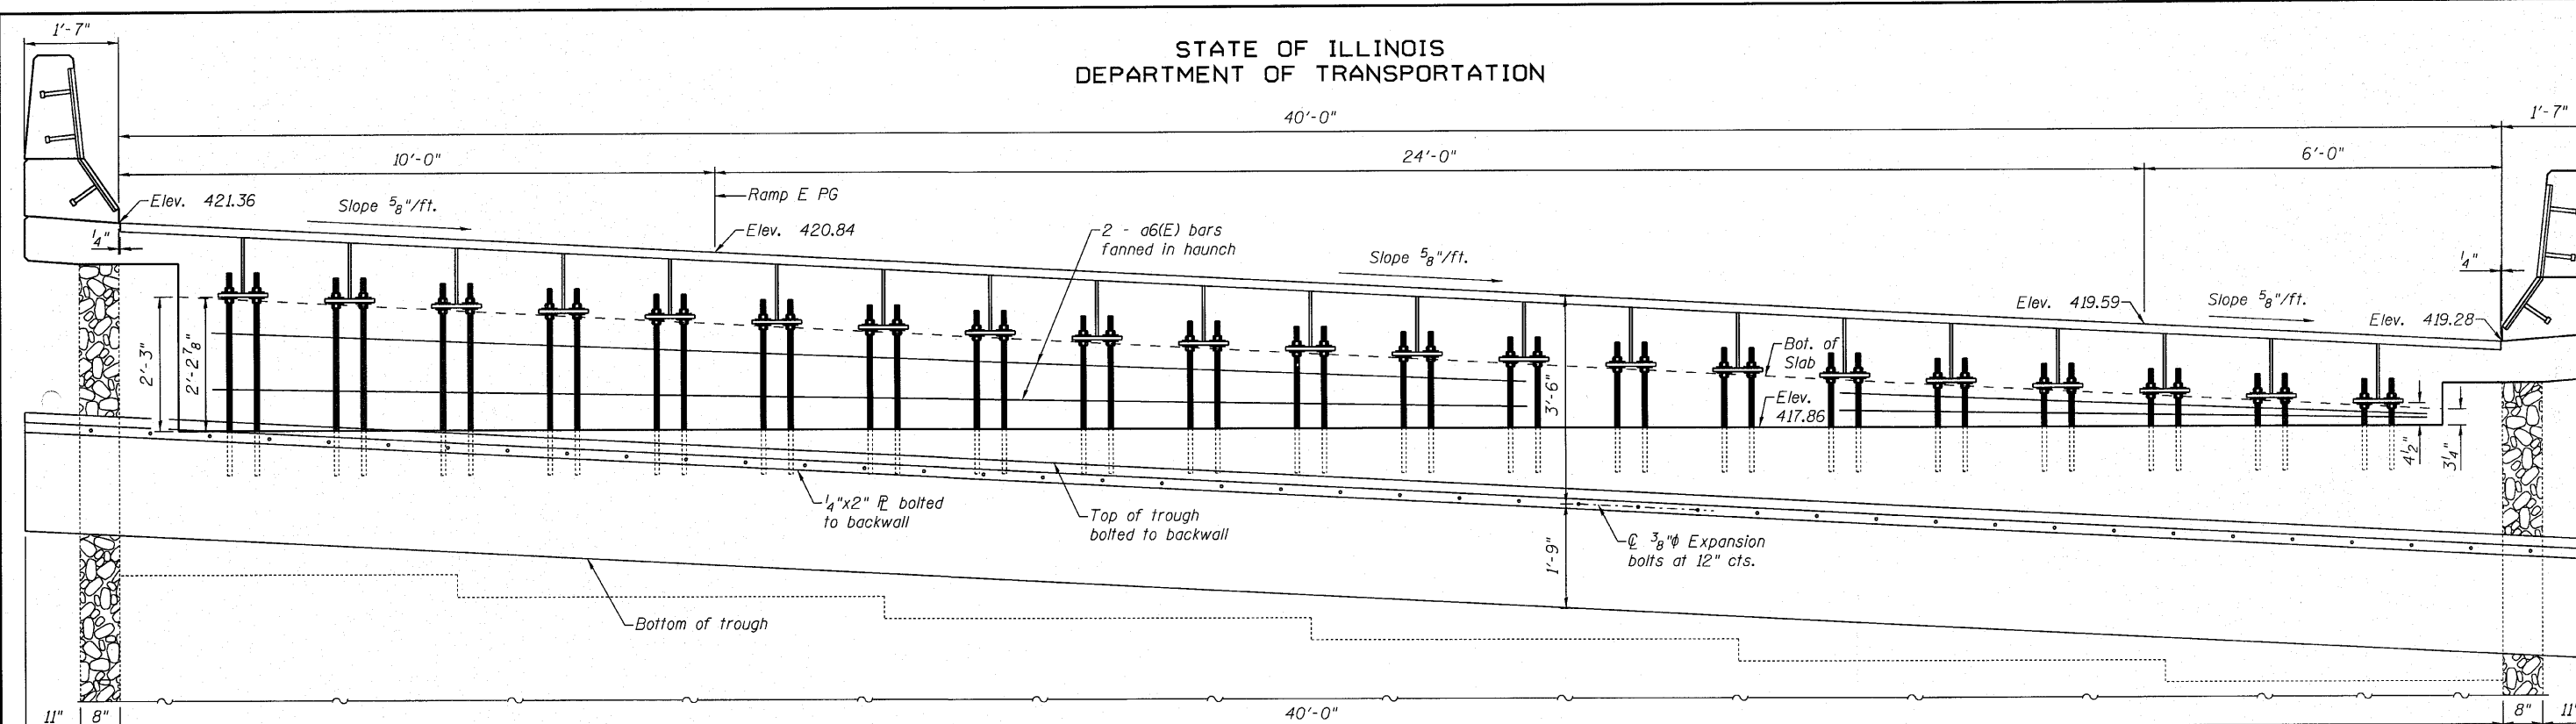 STATE OF ILLINOIS
DEPARTMENT OF TRANSPORTATION
1'-7"
40'-0"
1'-7"
10'-0"
24'-0"
6'-0"
Elev. 421.36
Slope 5/8"/ft.
Ramp E PG
Elev. 420.84
2 - a6(E) bars
fanned in haunch
Slope 5/8"/ft.
Elev. 419.59
Slope 5/8"/ft.
Elev. 419.28
1/4"
1/4"
2'-3"
2'-2 7/8"
3'-6"
Bot. of
Slab
Elev.
417.86
4 1/2"
3 1/4"
1/4"x2" ℄ bolted
to backwall
Top of trough
bolted to backwall
℄ 3/8"ϕ Expansion
bolts at 12" cts.
1'-9"
Bottom of trough
11"
8"
40'-0"
8"
11